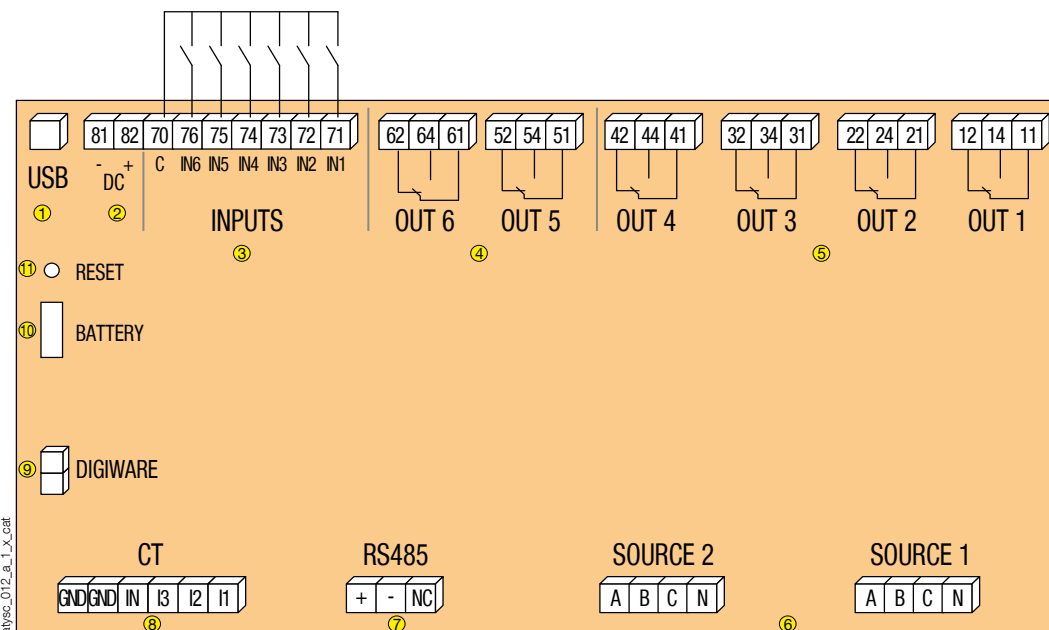 81 82 70 76 75 74 73 72 71 62 64 61 52 54 51 42 44 41 32 34 31 22 24 21 12 14 11
- + C IN6 IN5 IN4 IN3 IN2 IN1
USB DC
INPUTS OUT 6 OUT 5 OUT 4 OUT 3 OUT 2 OUT 1
1 2 3 4 5
11 RESET
10 BATTERY
9 DIGIWARE
CT RS485 SOURCE 2 SOURCE 1
GND GND IN I3 I2 I1 + - NC A B C N A B C N
8 7 6